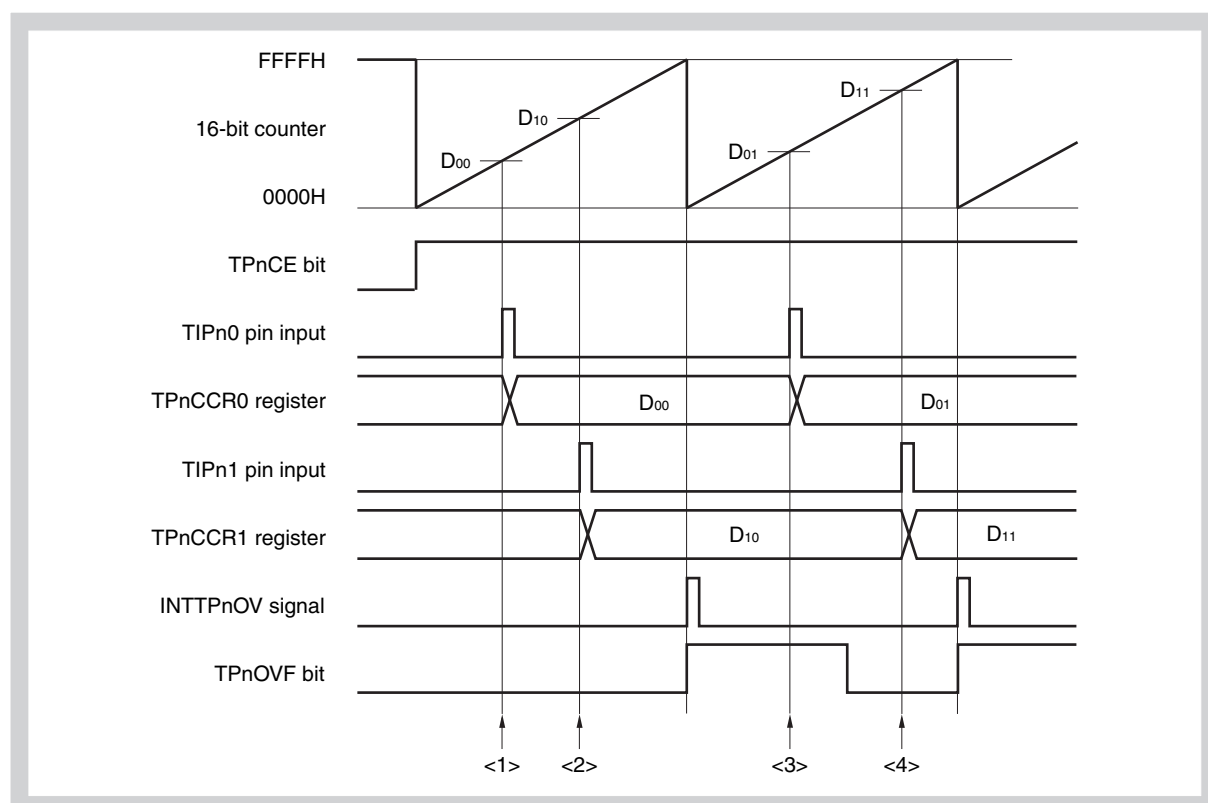 FFFFH
D11
D10
16-bit counter
D01
D00
0000H
TPnCE bit
TIPn0 pin input
TPnCCR0 register
D00
D01
TIPn1 pin input
TPnCCR1 register
D10
D11
INTTPnOV signal
TPnOVF bit
<1>
<2>
<3>
<4>